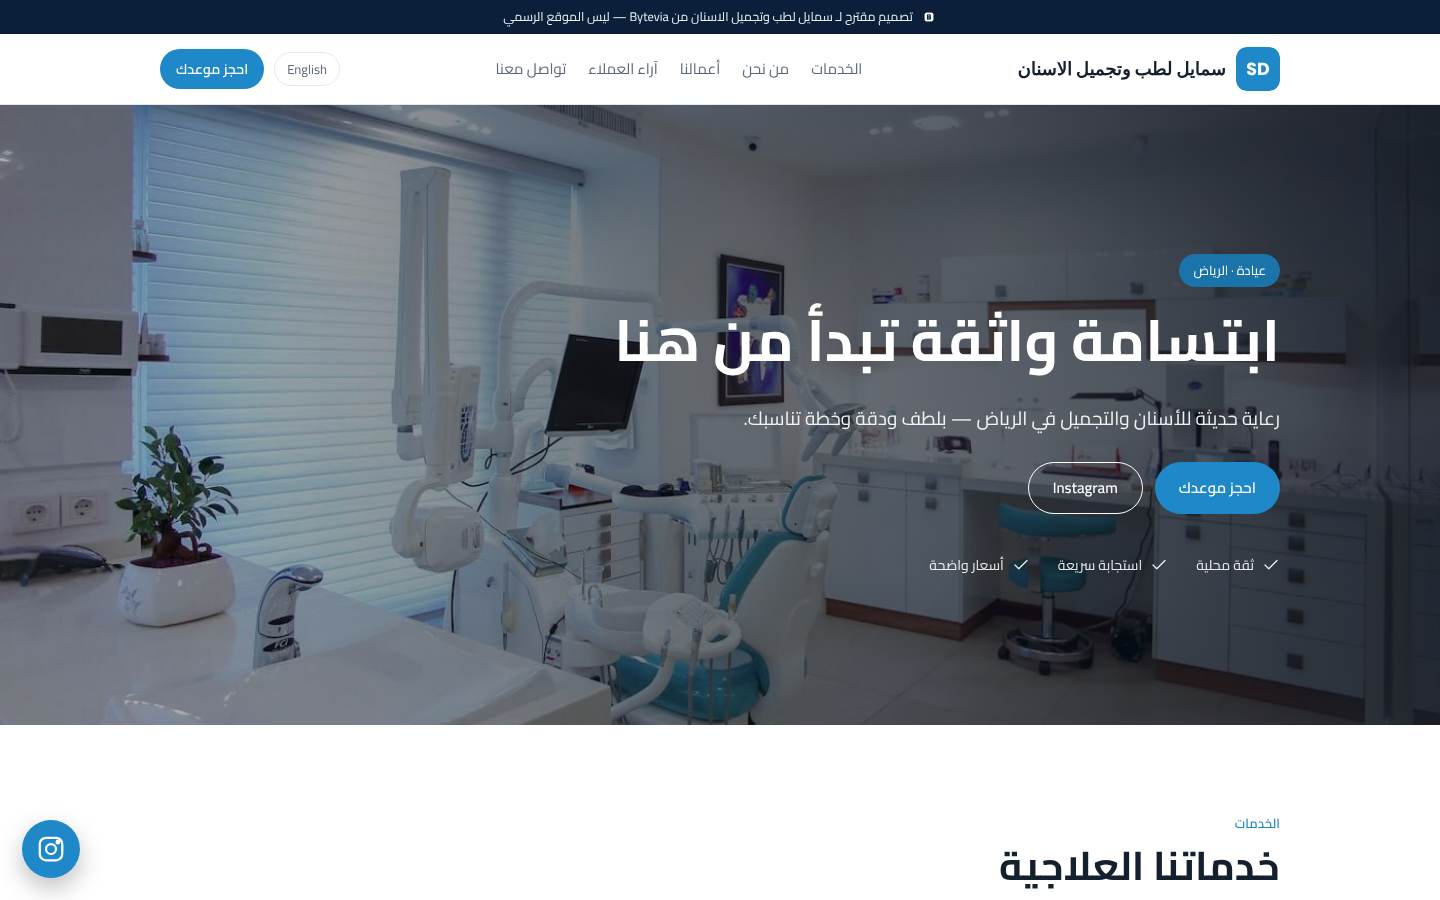 تصميم مقترح لـ سمايل لطب وتجميل الاسنان من Bytevia — ليس الموقع الرسمي
SD
سمايل لطب وتجميل الاسنان
الخدمات
من نحن
أعمالنا
آراء العملاء
تواصل معنا
English
احجز موعدك
عيادة · الرياض
ابتسامة واثقة تبدأ من هنا
رعاية حديثة للأسنان والتجميل في الرياض — بلطف ودقة وخطة تناسبك.
احجز موعدك
Instagram
ثقة محلية
استجابة سريعة
أسعار واضحة
الخدمات
خدماتنا العلاجية